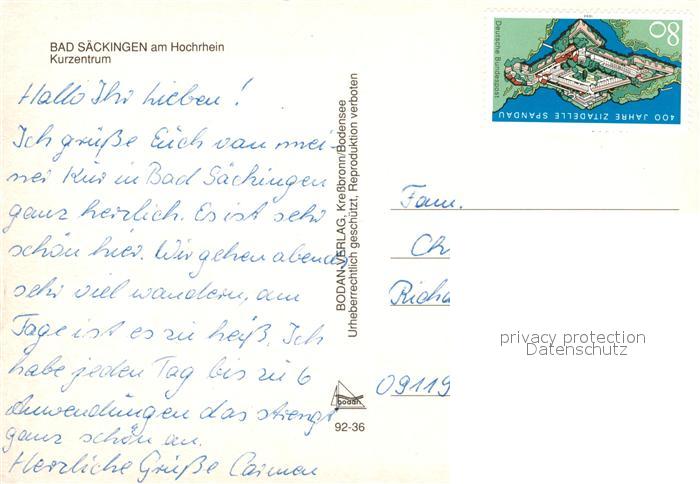 BAD SÄCKINGEN am Hochrhein
Kurzentrum
Hallo Ihr Lieben!
Ich grüße Euch von mei-
ner Kur in Bad Säckingen
ganz herzlich. Es ist sehr
schön hier. Wir gehen abends
sehr viel wandern, am
Tage ist es zu heiß. Ich
habe jeden Tag bis zu 6
Anwendungen das strengt
ganz schön an.
Herzliche Grüße Carmen
BODAN-VERLAG, Kreßbronn/Bodensee
Urheberrechtlich geschützt, Reproduktion verboten
bodan
92-36
80
Deutsche Bundespost
400 JAHRE ZITADELLE SPANDAU
Fam.
Ch
Richa
09119
privacy protection
Datenschutz